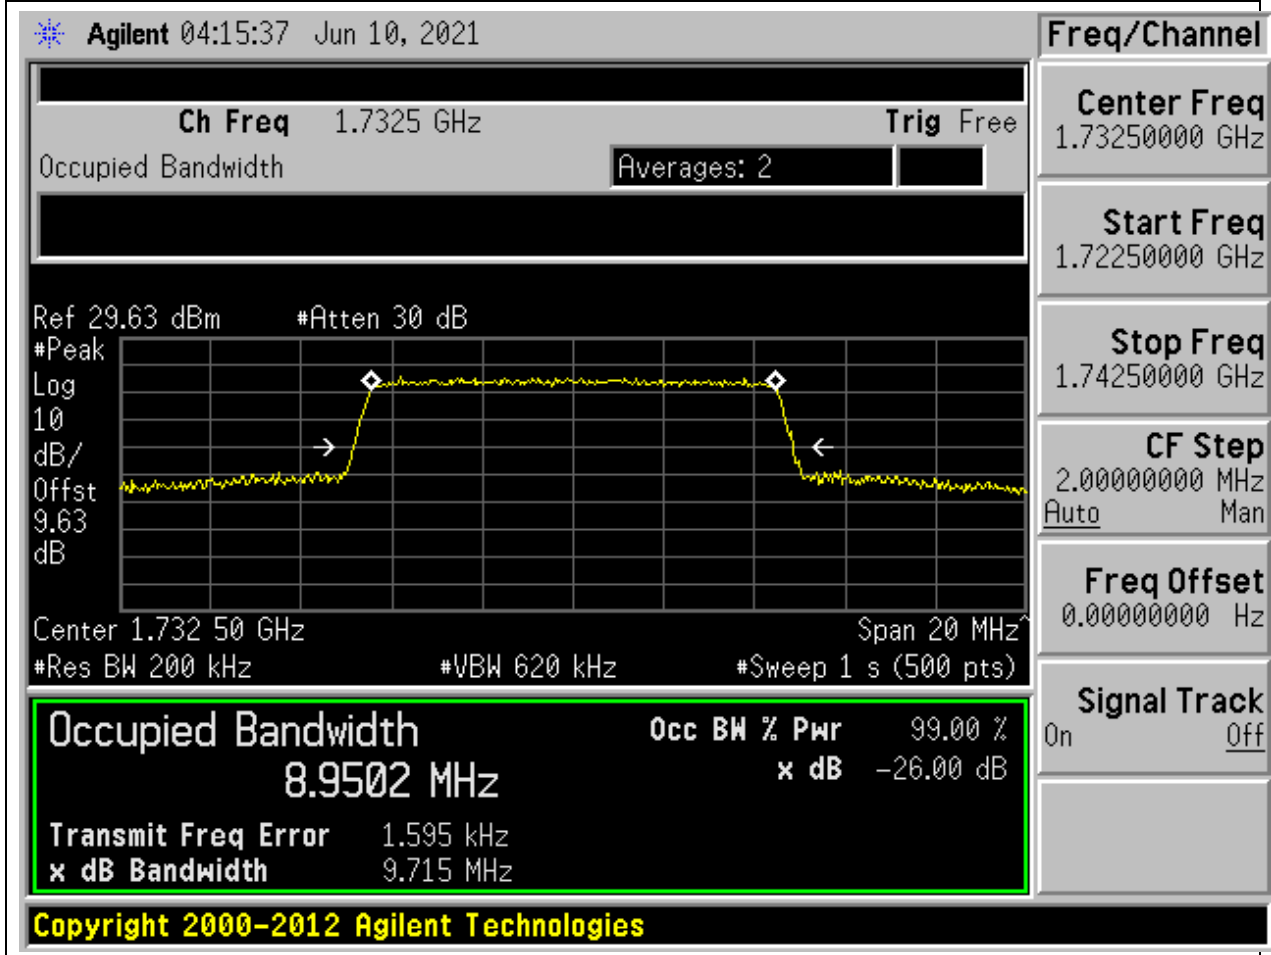 Agilent 04:15:37 Jun 10, 2021
Freq/Channel
Ch Freq 1.7325 GHz Trig Free
Occupied Bandwidth Averages: 2
Center Freq
1.73250000 GHz
Start Freq
1.72250000 GHz
Stop Freq
1.74250000 GHz
CF Step
2.00000000 MHz
Auto Man
Freq Offset
0.00000000 Hz
Signal Track
On Off
Ref 29.63 dBm #Atten 30 dB
#Peak
Log
10
dB/
Offst
9.63
dB
Center 1.732 50 GHz Span 20 MHz^
#Res BW 200 kHz #VBW 620 kHz #Sweep 1 s (500 pts)
Occupied Bandwidth Occ BW % Pwr 99.00 %
8.9502 MHz x dB -26.00 dB
Transmit Freq Error 1.595 kHz
x dB Bandwidth 9.715 MHz
Copyright 2000-2012 Agilent Technologies